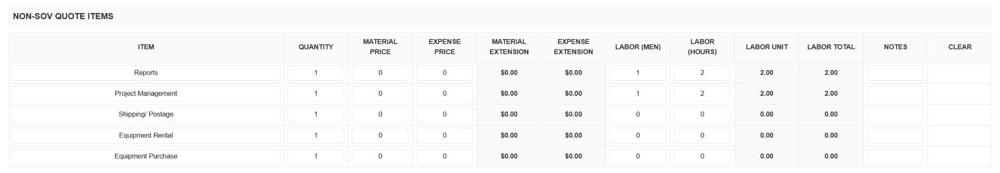 NON-SOV QUOTE ITEMS
ITEM QUANTITY MATERIAL PRICE EXPENSE PRICE MATERIAL EXTENSION EXPENSE EXTENSION LABOR (MEN) LABOR (HOURS) LABOR UNIT LABOR TOTAL NOTES CLEAR
Reports 1 0 0 $0.00 $0.00 1 2 2.00 2.00
Project Management 1 0 0 $0.00 $0.00 1 2 2.00 2.00
Shipping/ Postage 1 0 0 $0.00 $0.00 0 0 0.00 0.00
Equipment Rental 1 0 0 $0.00 $0.00 0 0 0.00 0.00
Equipment Purchase 1 0 0 $0.00 $0.00 0 0 0.00 0.00